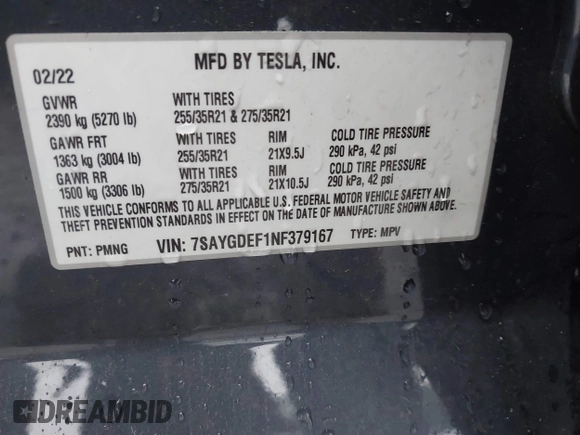 MFD BY TESLA, INC.
02/22
GVWR WITH TIRES
2390 kg (5270 lb) 255/35R21 & 275/35R21
GAWR FRT WITH TIRES RIM COLD TIRE PRESSURE
1363 kg (3004 lb) 255/35R21 21X9.5J 290 kPa, 42 psi
GAWR RR WITH TIRES RIM COLD TIRE PRESSURE
1500 kg (3306 lb) 275/35R21 21X10.5J 290 kPa, 42 psi
THIS VEHICLE CONFORMS TO ALL APPLICABLE U.S. FEDERAL MOTOR VEHICLE SAFETY AND
THEFT PREVENTION STANDARDS IN EFFECT ON THE DATE OF MANUFACTURE SHOWN ABOVE.
PNT: PMNG VIN: 7SAYGDEF1NF379167 TYPE: MPV
DREAMBID